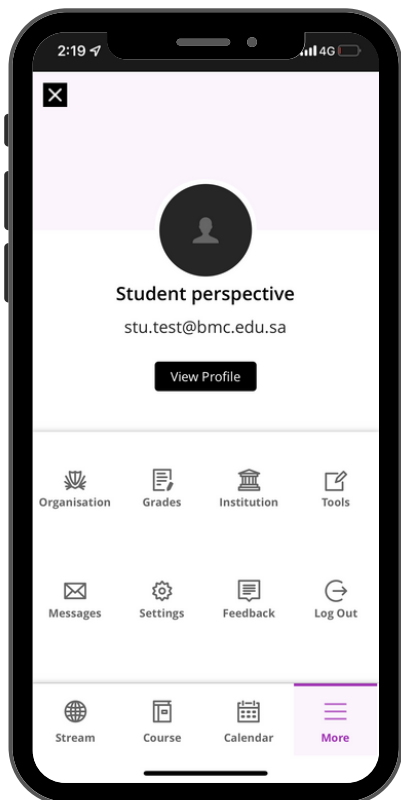 2:19 4G
Student perspective
stu.test@bmc.edu.sa
View Profile
Organisation Grades Institution Tools
Messages Settings Feedback Log Out
Stream Course Calendar More